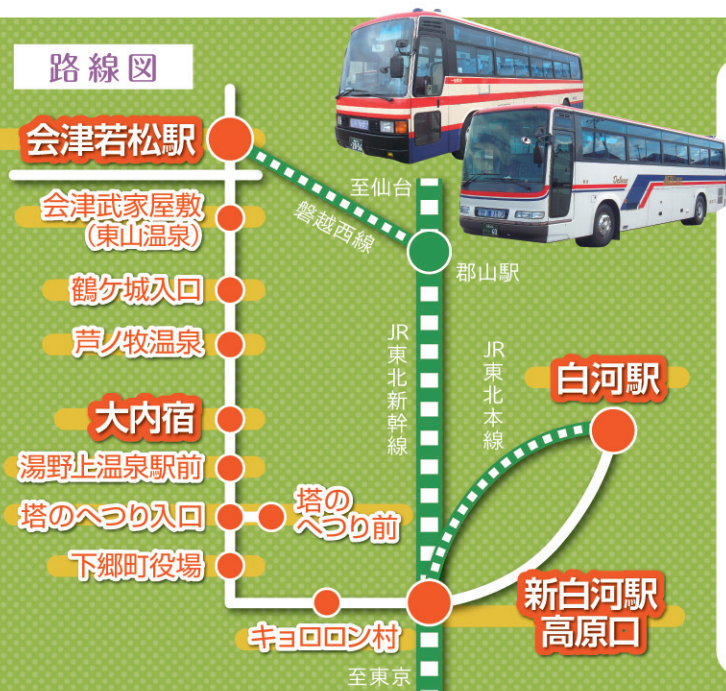 路線図
会津若松駅
会津武家屋敷
(東山温泉)
鶴ケ城入口
芦ノ牧温泉
大内宿
湯野上温泉駅前
塔のへつり入口
塔の
へつり前
下郷町役場
キョロロン村
新白河駅
高原口
白河駅
至仙台
磐越西線
郡山駅
JR東北新幹線
JR東北本線
至東京